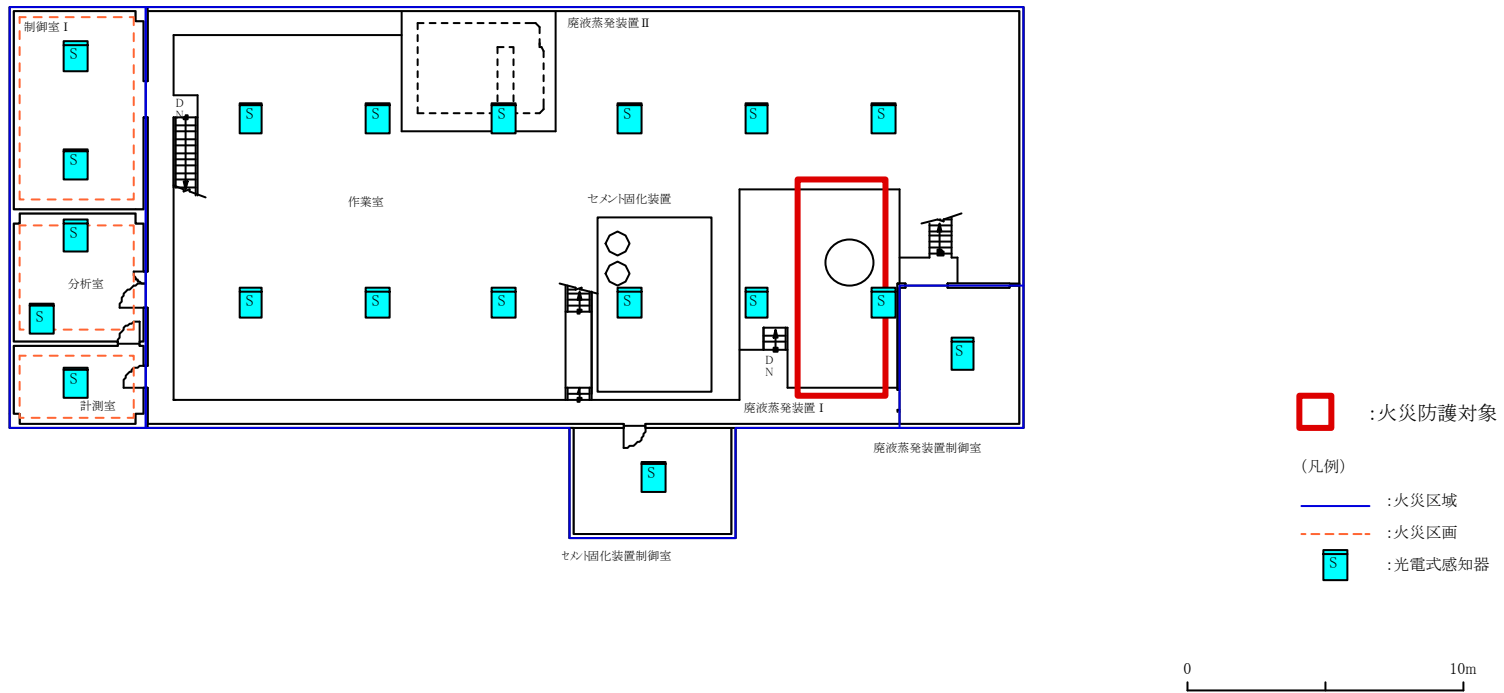 制御室Ⅰ
S
S
S
分析室
S
S
計測室
DN
S
S
S
S
S
S
廃液蒸発装置Ⅱ
作業室
セメント固化装置
S
S
S
S
S
S
DN
廃液蒸発装置Ⅰ
S
廃液蒸発装置制御室
S
セメント固化装置制御室
:火災防護対象
(凡例)
:火災区域
:火災区画
S :光電式感知器
0 10m